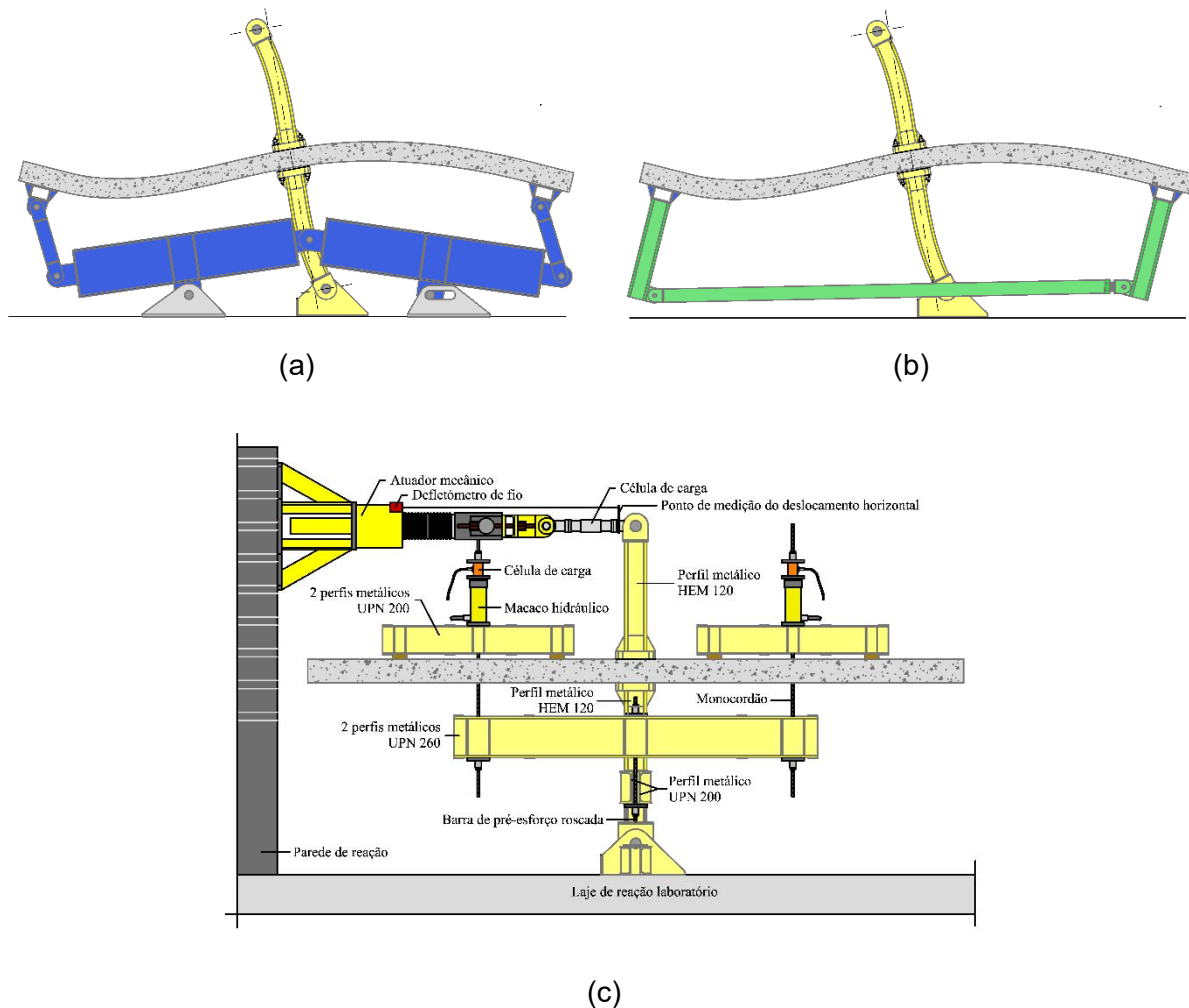 (a)
(b)
Atuador mecânico
Defletómetro de fio
Célula de carga
Ponto de medição do deslocamento horizontal
Célula de carga
Perfil metálico
HEM 120
2 perfis metálicos
UPN 200
Macaco hidráulico
Perfil metálico
HEM 120
Monocordão
2 perfis metálicos
UPN 260
Perfil metálico
UPN 200
Barra de pré-esforço roscada
Parede de reação
Laje de reação laboratório
(c)